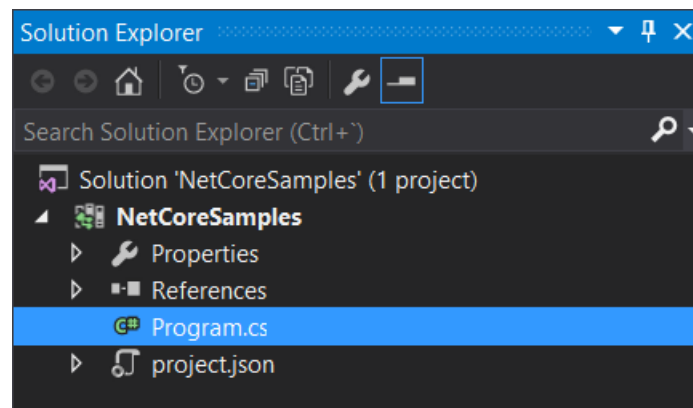 Solution Explorer
Search Solution Explorer (Ctrl+`)
Solution 'NetCoreSamples' (1 project)
NetCoreSamples
Properties
References
C# Program.cs
project.json